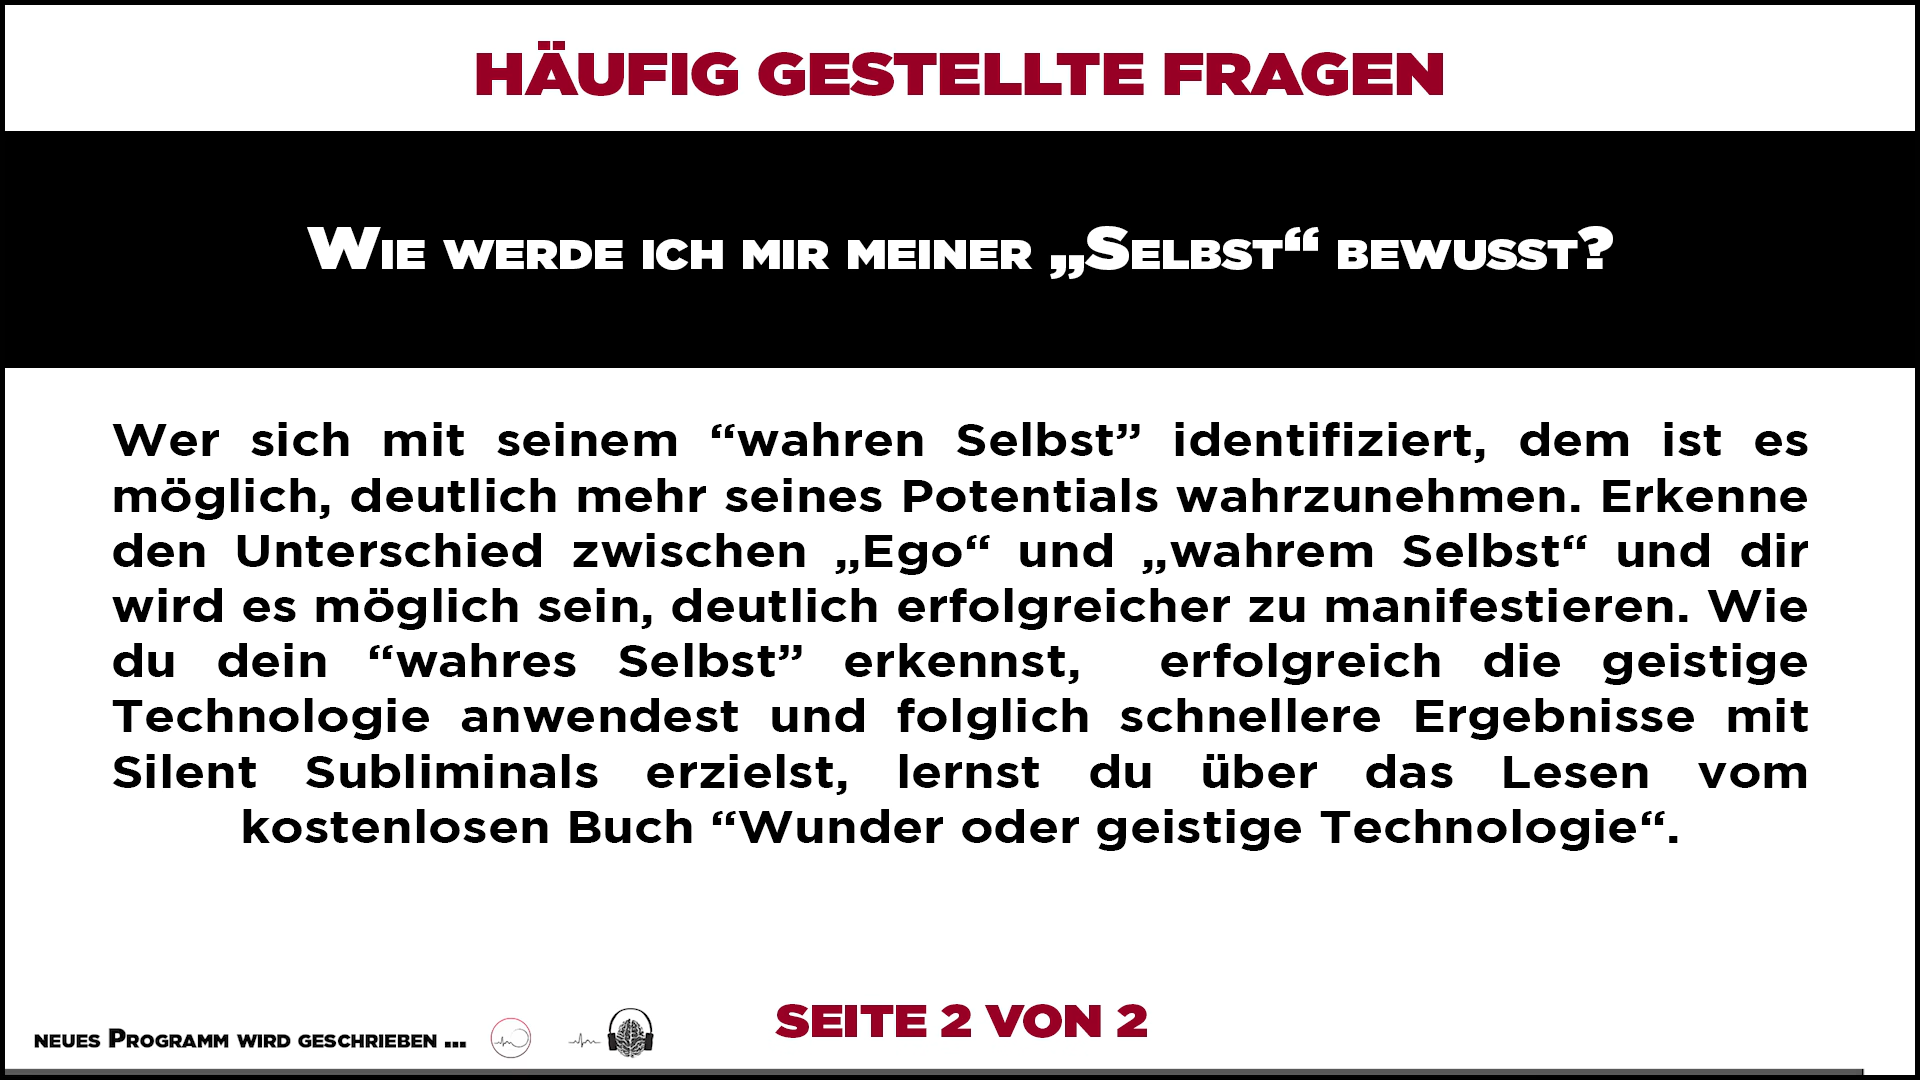 HÄUFIG GESTELLTE FRAGEN
Wie werde ich mir meiner „Selbst“ bewusst?
Wer sich mit seinem “wahren Selbst” identifiziert, dem ist es
möglich, deutlich mehr seines Potentials wahrzunehmen. Erkenne
den Unterschied zwischen „Ego“ und „wahrem Selbst“ und dir
wird es möglich sein, deutlich erfolgreicher zu manifestieren. Wie
du dein “wahres Selbst” erkennst, erfolgreich die geistige
Technologie anwendest und folglich schnellere Ergebnisse mit
Silent Subliminals erzielst, lernst du über das Lesen vom
kostenlosen Buch “Wunder oder geistige Technologie“.
SEITE 2 VON 2
neues Programm wird geschrieben ...